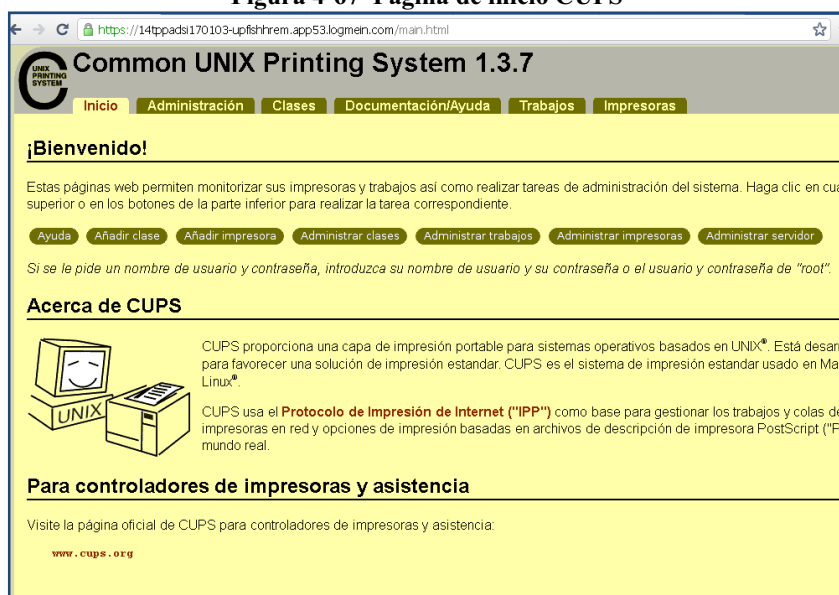 Figura 4-67 Página de inicio CUPS
https://14tppadsi170103-upfishhrem.app53.logmein.com/main.html
UNIX
PRINTING
SYSTEM
Common UNIX Printing System 1.3.7
Inicio Administración Clases Documentación/Ayuda Trabajos Impresoras
¡Bienvenido!
Estas páginas web permiten monitorizar sus impresoras y trabajos así como realizar tareas de administración del sistema. Haga clic en
superior o en los botones de la parte inferior para realizar la tarea correspondiente.
Ayuda Añadir clase Añadir impresora Administrar clases Administrar trabajos Administrar impresoras Administrar servidor
Si se le pide un nombre de usuario y contraseña, introduzca su nombre de usuario y su contraseña o el usuario y contraseña de "root".
Acerca de CUPS
UNIX
CUPS proporciona una capa de impresión portable para sistemas operativos basados en UNIX®. Está
para favorecer una solución de impresión estandar. CUPS es el sistema de impresión estandar usado en
Linux®.
CUPS usa el Protocolo de Impresión de Internet ("IPP") como base para gestionar los trabajos y colas
impresoras en red y opciones de impresión basadas en archivos de descripción de impresora PostScript
mundo real.
Para controladores de impresoras y asistencia
Visite la página oficial de CUPS para controladores de impresoras y asistencia:
www.cups.org